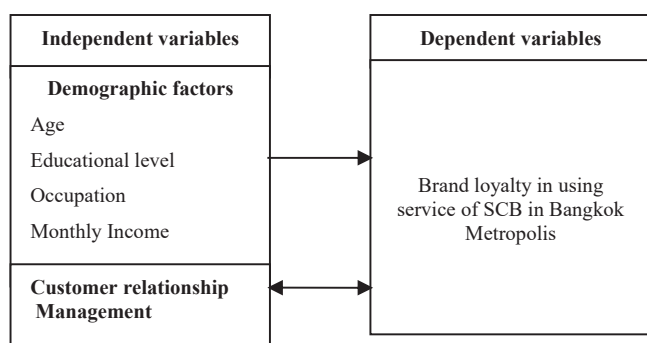 Independent variables
Demographic factors
Age
Educational level
Occupation
Monthly Income
Customer relationship
Management
Dependent variables
Brand loyalty in using
service of SCB in Bangkok
Metropolis